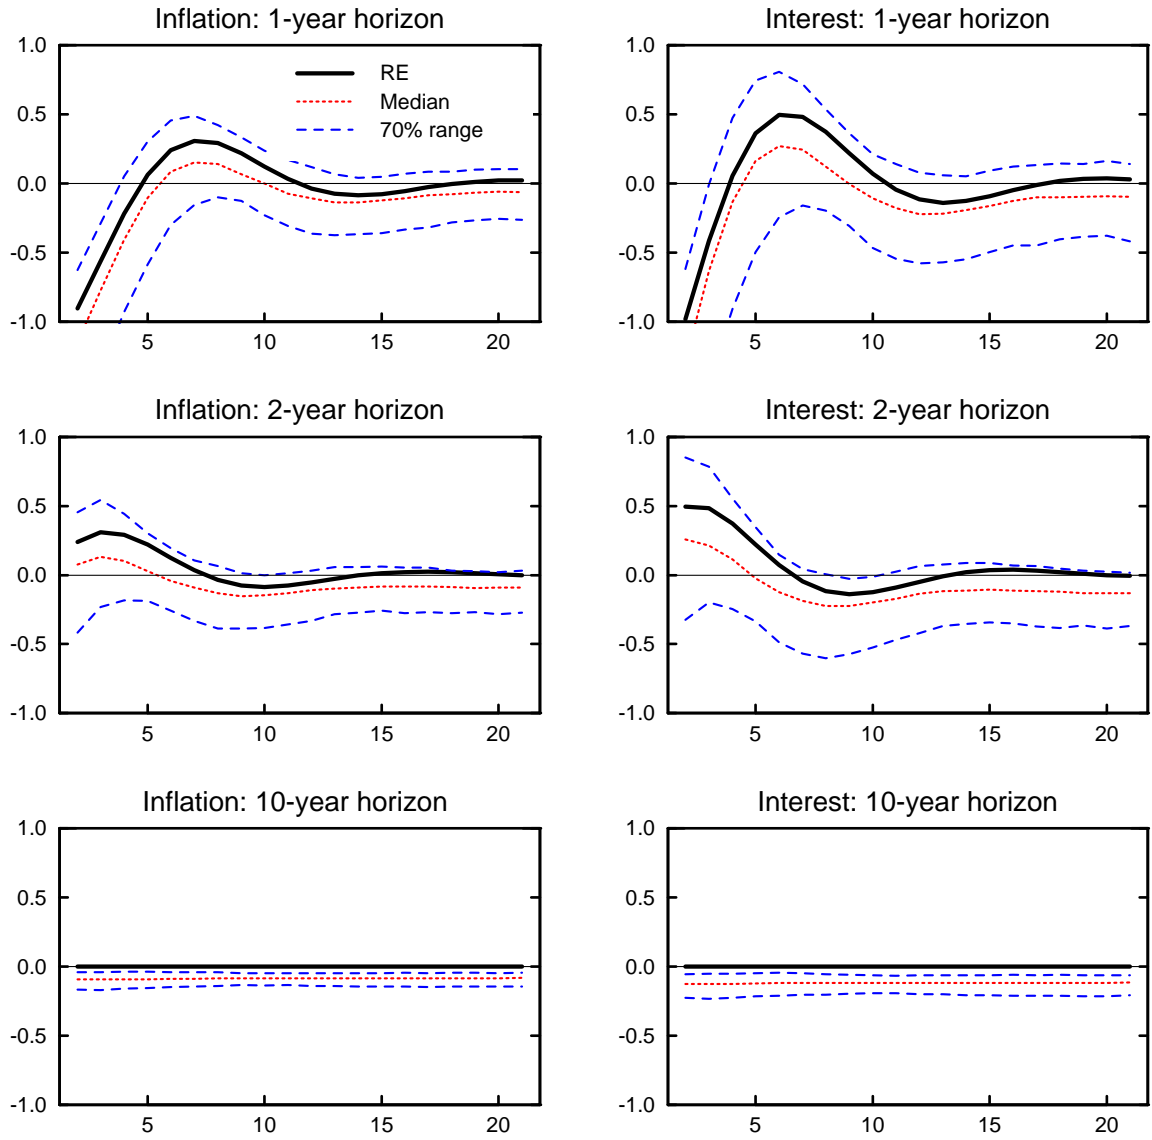 Inflation: 1-year horizon
1.0
0.5
0.0
-0.5
-1.0
RE
Median
70% range
5 10 15 20
Interest: 1-year horizon
1.0
0.5
0.0
-0.5
-1.0
5 10 15 20
Inflation: 2-year horizon
1.0
0.5
0.0
-0.5
-1.0
5 10 15 20
Interest: 2-year horizon
1.0
0.5
0.0
-0.5
-1.0
5 10 15 20
Inflation: 10-year horizon
1.0
0.5
0.0
-0.5
-1.0
5 10 15 20
Interest: 10-year horizon
1.0
0.5
0.0
-0.5
-1.0
5 10 15 20